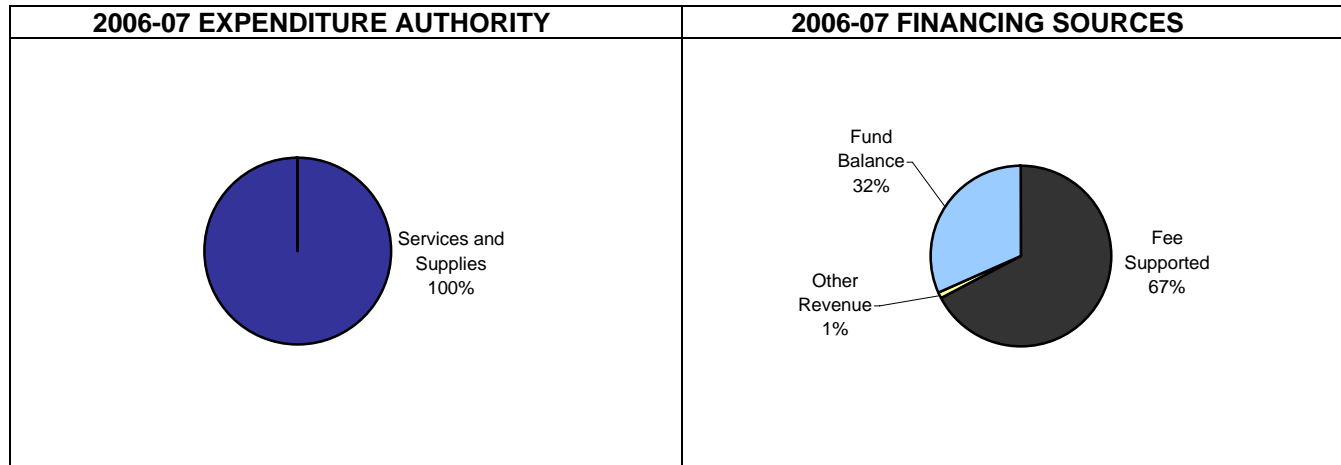 2006-07 EXPENDITURE AUTHORITY
Services and
Supplies
100%
2006-07 FINANCING SOURCES
Fund
Balance
32%
Fee
Supported
67%
Other
Revenue
1%